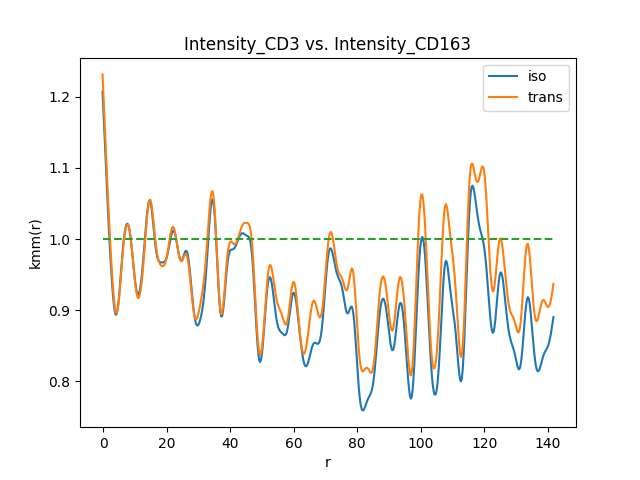 Intensity_CD3 vs. Intensity_CD163
iso
trans
kmm(r)
1.2
1.1
1.0
0.9
0.8
0 20 40 60 80 100 120 140
r